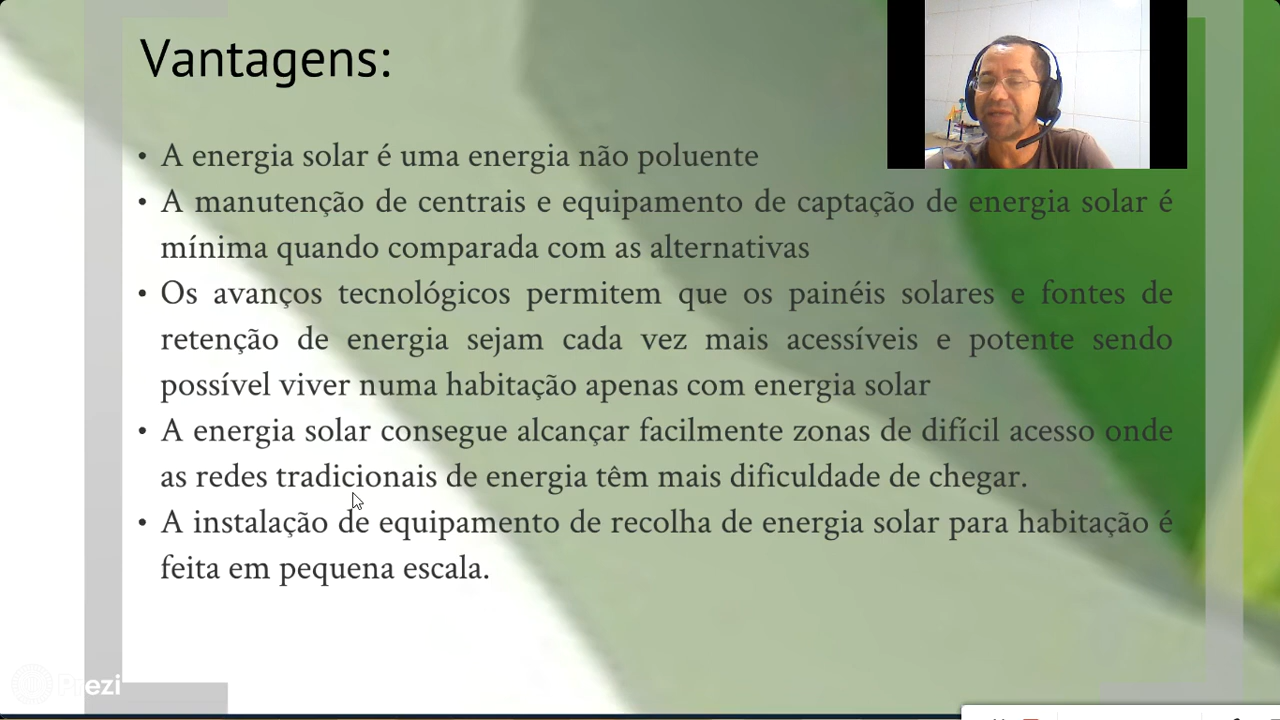 Vantagens:
• A energia solar é uma energia não poluente
• A manutenção de centrais e equipamento de captação de energia solar é
mínima quando comparada com as alternativas
• Os avanços tecnológicos permitem que os painéis solares e fontes de
retenção de energia sejam cada vez mais acessíveis e potente sendo
possível viver numa habitação apenas com energia solar
• A energia solar consegue alcançar facilmente zonas de difícil acesso onde
as redes tradicionais de energia têm mais dificuldade de chegar.
• A instalação de equipamento de recolha de energia solar para habitação é
feita em pequena escala.
Prezi